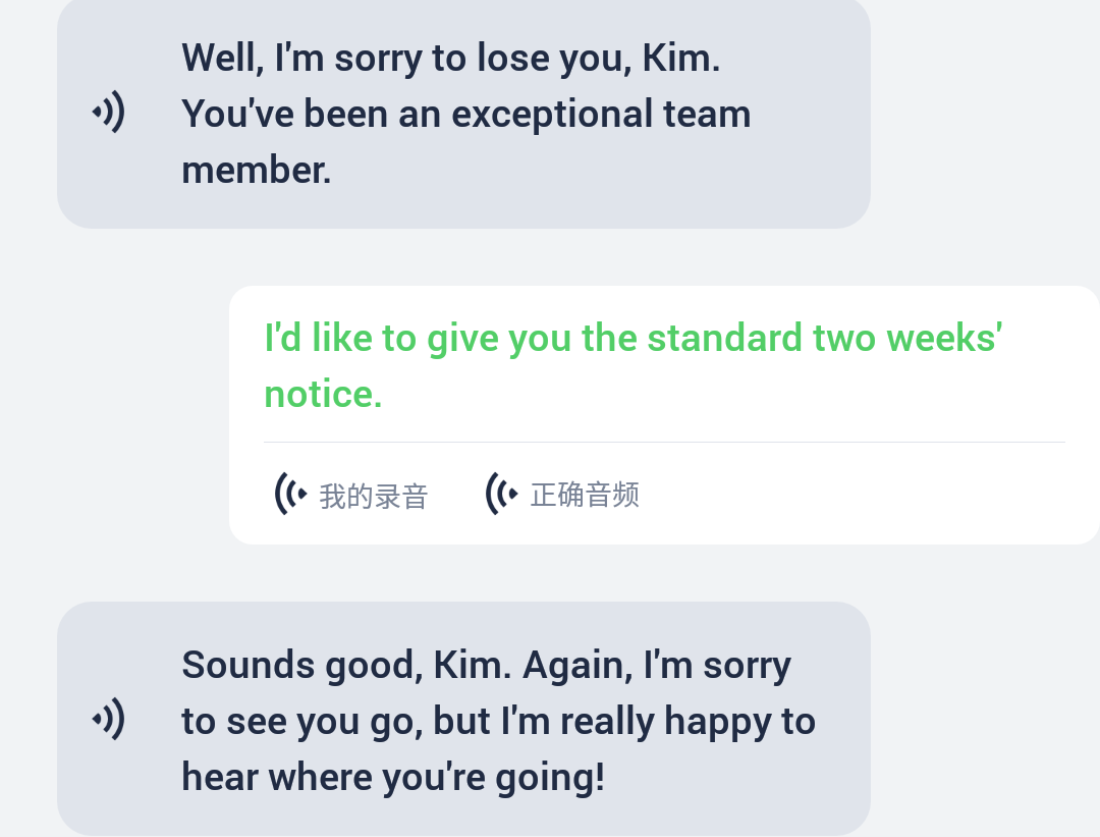 Well, I'm sorry to lose you, Kim.
You've been an exceptional team
member.
I'd like to give you the standard two weeks'
notice.
我的录音 正确音频
Sounds good, Kim. Again, I'm sorry
to see you go, but I'm really happy to
hear where you're going!